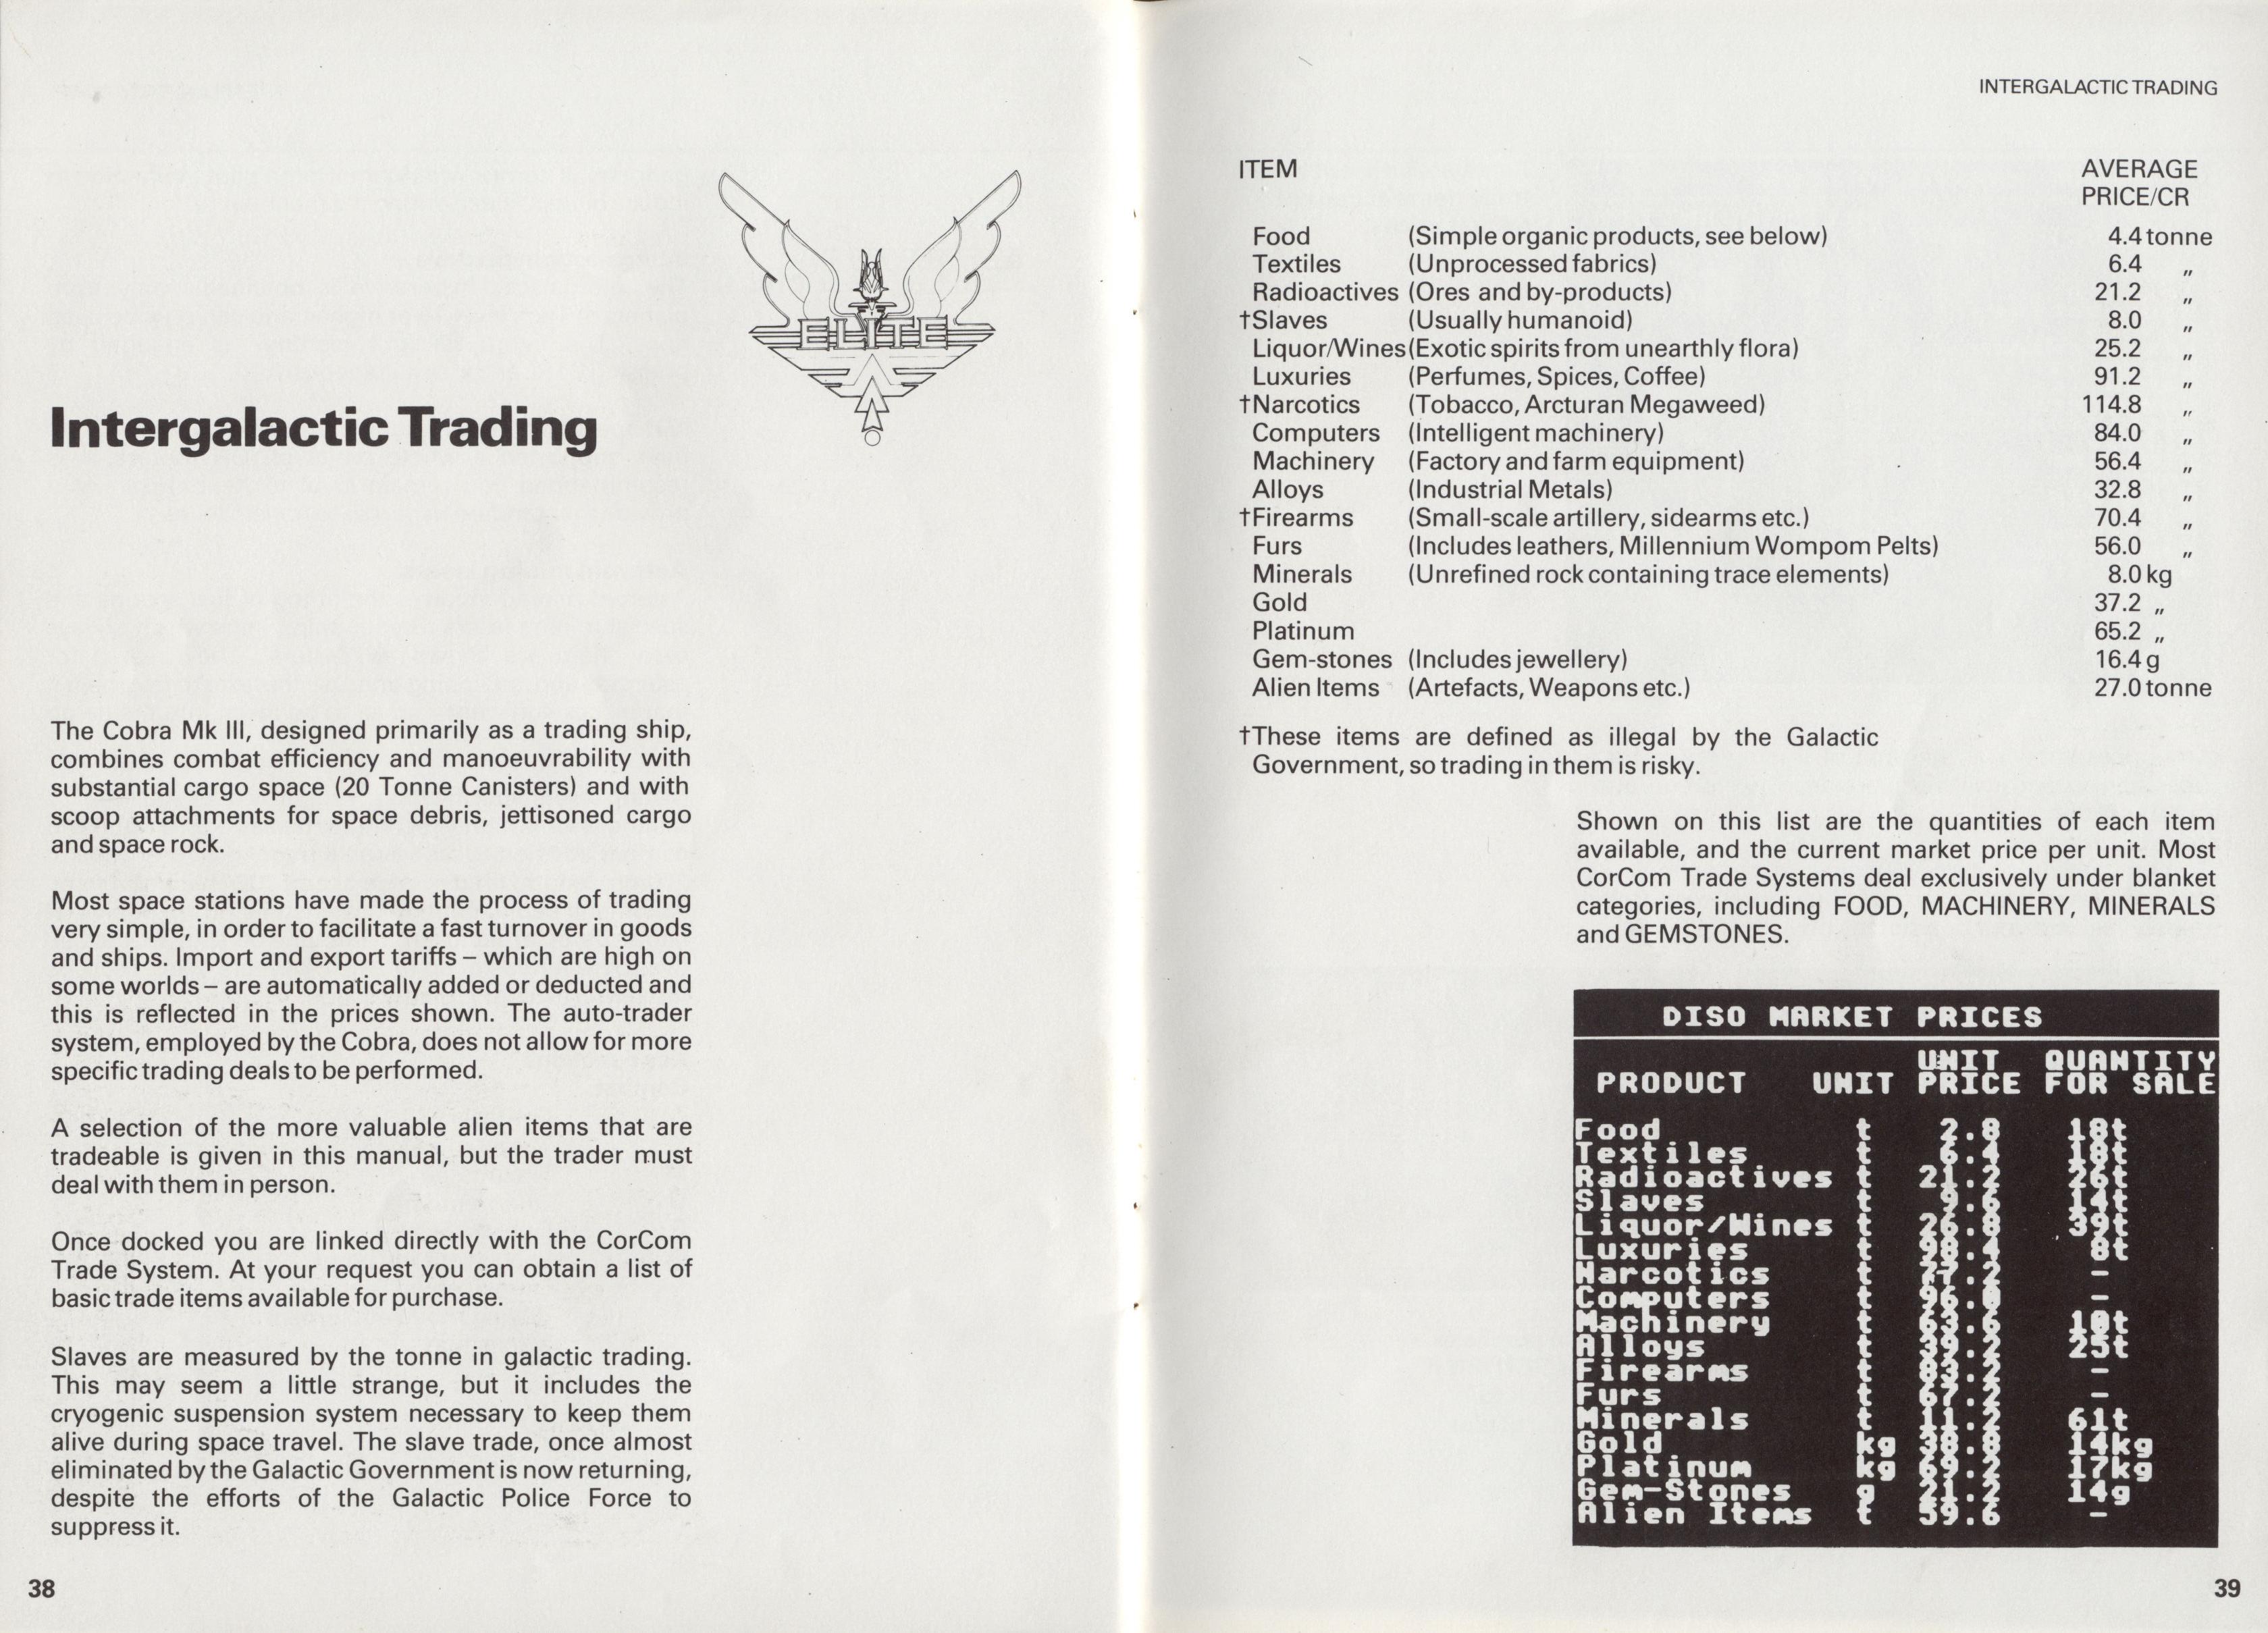 ELITE
Intergalactic Trading
The Cobra Mk III, designed primarily as a trading ship,
combines combat efficiency and manoeuvrability with
substantial cargo space (20 Tonne Canisters) and with
scoop attachments for space debris, jettisoned cargo
and space rock.
Most space stations have made the process of trading
very simple, in order to facilitate a fast turnover in goods
and ships. Import and export tariffs – which are high on
some worlds – are automatically added or deducted and
this is reflected in the prices shown. The auto-trader
system, employed by the Cobra, does not allow for more
specific trading deals to be performed.
A selection of the more valuable alien items that are
tradeable is given in this manual, but the trader must
deal with them in person.
Once docked you are linked directly with the CorCom
Trade System. At your request you can obtain a list of
basic trade items available for purchase.
Slaves are measured by the tonne in galactic trading.
This may seem a little strange, but it includes the
cryogenic suspension system necessary to keep them
alive during space travel. The slave trade, once almost
eliminated by the Galactic Government is now returning,
despite the efforts of the Galactic Police Force to
suppress it.
38
INTERGALACTIC TRADING
ITEM AVERAGE
PRICE/CR
Food (Simple organic products, see below) 4.4 tonne
Textiles (Unprocessed fabrics) 6.4 „
Radioactives (Ores and by-products) 21.2 „
†Slaves (Usually humanoid) 8.0 „
Liquor/Wines (Exotic spirits from unearthly flora) 25.2 „
Luxuries (Perfumes, Spices, Coffee) 91.2 „
†Narcotics (Tobacco, Arcturan Megaweed) 114.8 „
Computers (Intelligent machinery) 84.0 „
Machinery (Factory and farm equipment) 56.4 „
Alloys (Industrial Metals) 32.8 „
†Firearms (Small-scale artillery, sidearms etc.) 70.4 „
Furs (Includes leathers, Millennium Wompom Pelts) 56.0 „
Minerals (Unrefined rock containing trace elements) 8.0 kg
Gold 37.2 „
Platinum 65.2 „
Gem-stones (Includes jewellery) 16.4 g
Alien Items (Artefacts, Weapons etc.) 27.0 tonne
†These items are defined as illegal by the Galactic
Government, so trading in them is risky.
Shown on this list are the quantities of each item
available, and the current market price per unit. Most
CorCom Trade Systems deal exclusively under blanket
categories, including FOOD, MACHINERY, MINERALS
and GEMSTONES.
DISO MARKET PRICES
UNIT QUANTITY
PRODUCT UNIT PRICE FOR SALE
Food t 2.8 18t
Textiles t 6.4 18t
Radioactives t 21.2 26t
Slaves t 9.6 14t
Liquor/Wines t 26.8 39t
Luxuries t 98.4 8t
Narcotics t 77.2 –
Computers t 96.0 –
Machinery t 63.6 10t
Alloys t 39.2 25t
Firearms t 83.2 –
Furs t 67.2 –
Minerals t 11.2 61t
Gold kg 38.8 14kg
Platinum kg 69.2 17kg
Gem-Stones g 21.2 14g
Alien Items t 59.6 –
39